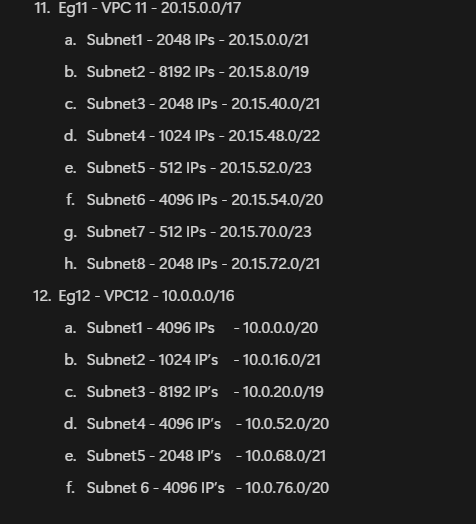 11. Eg11 - VPC 11 - 20.15.0.0/17
a. Subnet1 - 2048 IPs - 20.15.0.0/21
b. Subnet2 - 8192 IPs - 20.15.8.0/19
c. Subnet3 - 2048 IPs - 20.15.40.0/21
d. Subnet4 - 1024 IPs - 20.15.48.0/22
e. Subnet5 - 512 IPs - 20.15.52.0/23
f. Subnet6 - 4096 IPs - 20.15.54.0/20
g. Subnet7 - 512 IPs - 20.15.70.0/23
h. Subnet8 - 2048 IPs - 20.15.72.0/21
12. Eg12 - VPC12 - 10.0.0.0/16
a. Subnet1 - 4096 IPs - 10.0.0.0/20
b. Subnet2 - 1024 IP's - 10.0.16.0/21
c. Subnet3 - 8192 IP's - 10.0.20.0/19
d. Subnet4 - 4096 IP's - 10.0.52.0/20
e. Subnet5 - 2048 IP's - 10.0.68.0/21
f. Subnet 6 - 4096 IP's - 10.0.76.0/20